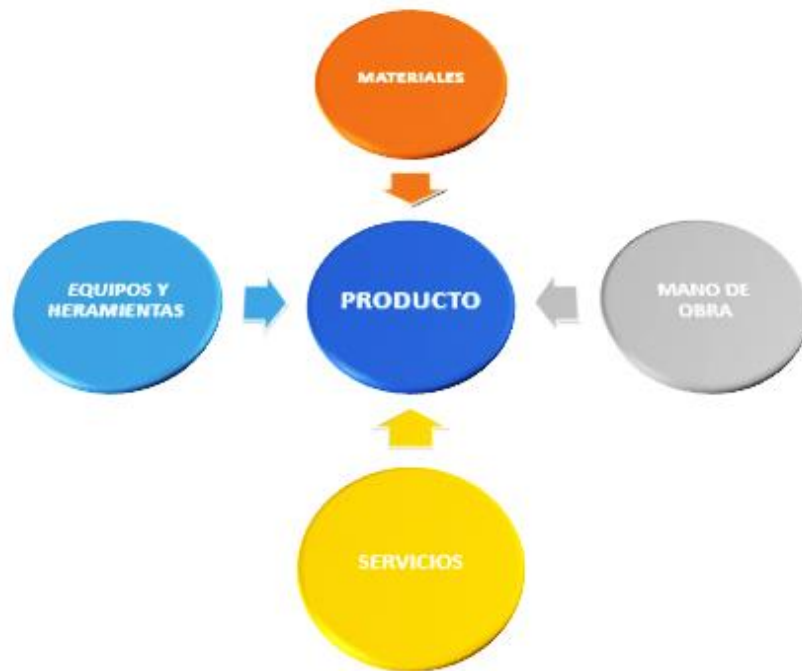 MATERIALES
EQUIPOS Y
HERAMIENTAS
PRODUCTO
MANO DE
OBRA
SERVICIOS